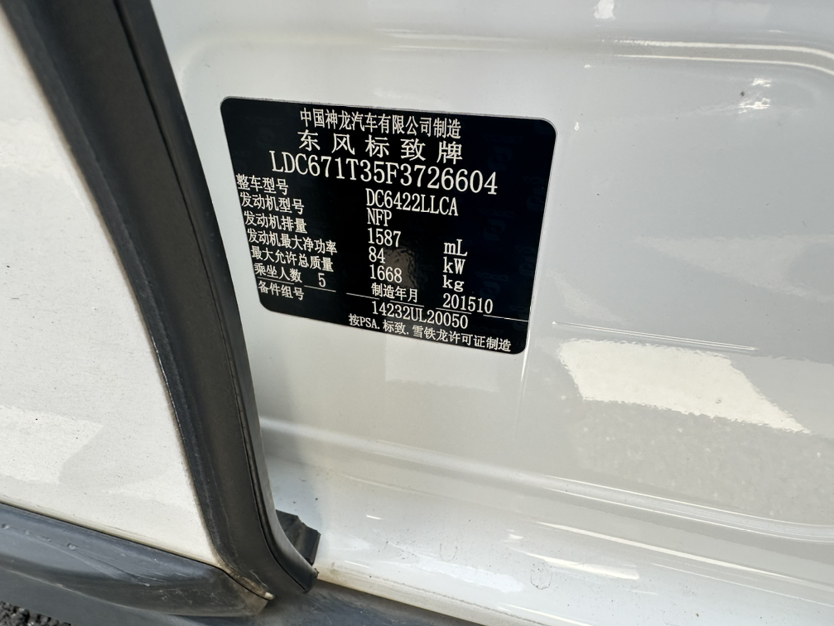 中国神龙汽车有限公司制造
东风标致牌
LDC671T35F3726604
整车型号 DC6422LLCA
发动机型号 NFP
发动机排量 1587 mL
发动机最大净功率 84 kW
最大允许总质量 1668 kg
乘坐人数 5 制造年月 201510
备件组号 14232UL20050
按PSA.标致.雪铁龙许可证制造